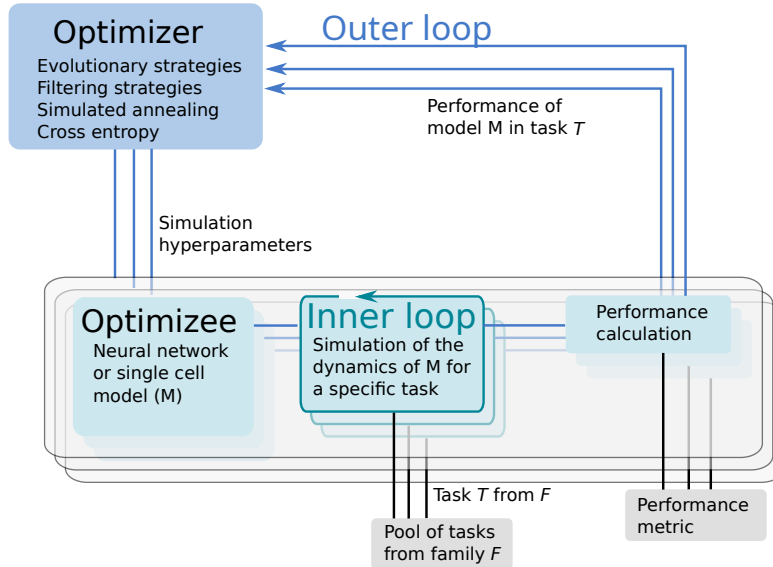 Optimizer
Evolutionary strategies
Filtering strategies
Simulated annealing
Cross entropy
Outer loop
Performance of
model M in task T
Simulation
hyperparameters
Optimizee
Neural network
or single cell
model (M)
Inner loop
Simulation of the
dynamics of M for
a specific task
Performance
calculation
Task T from F
Pool of tasks
from family F
Performance
metric